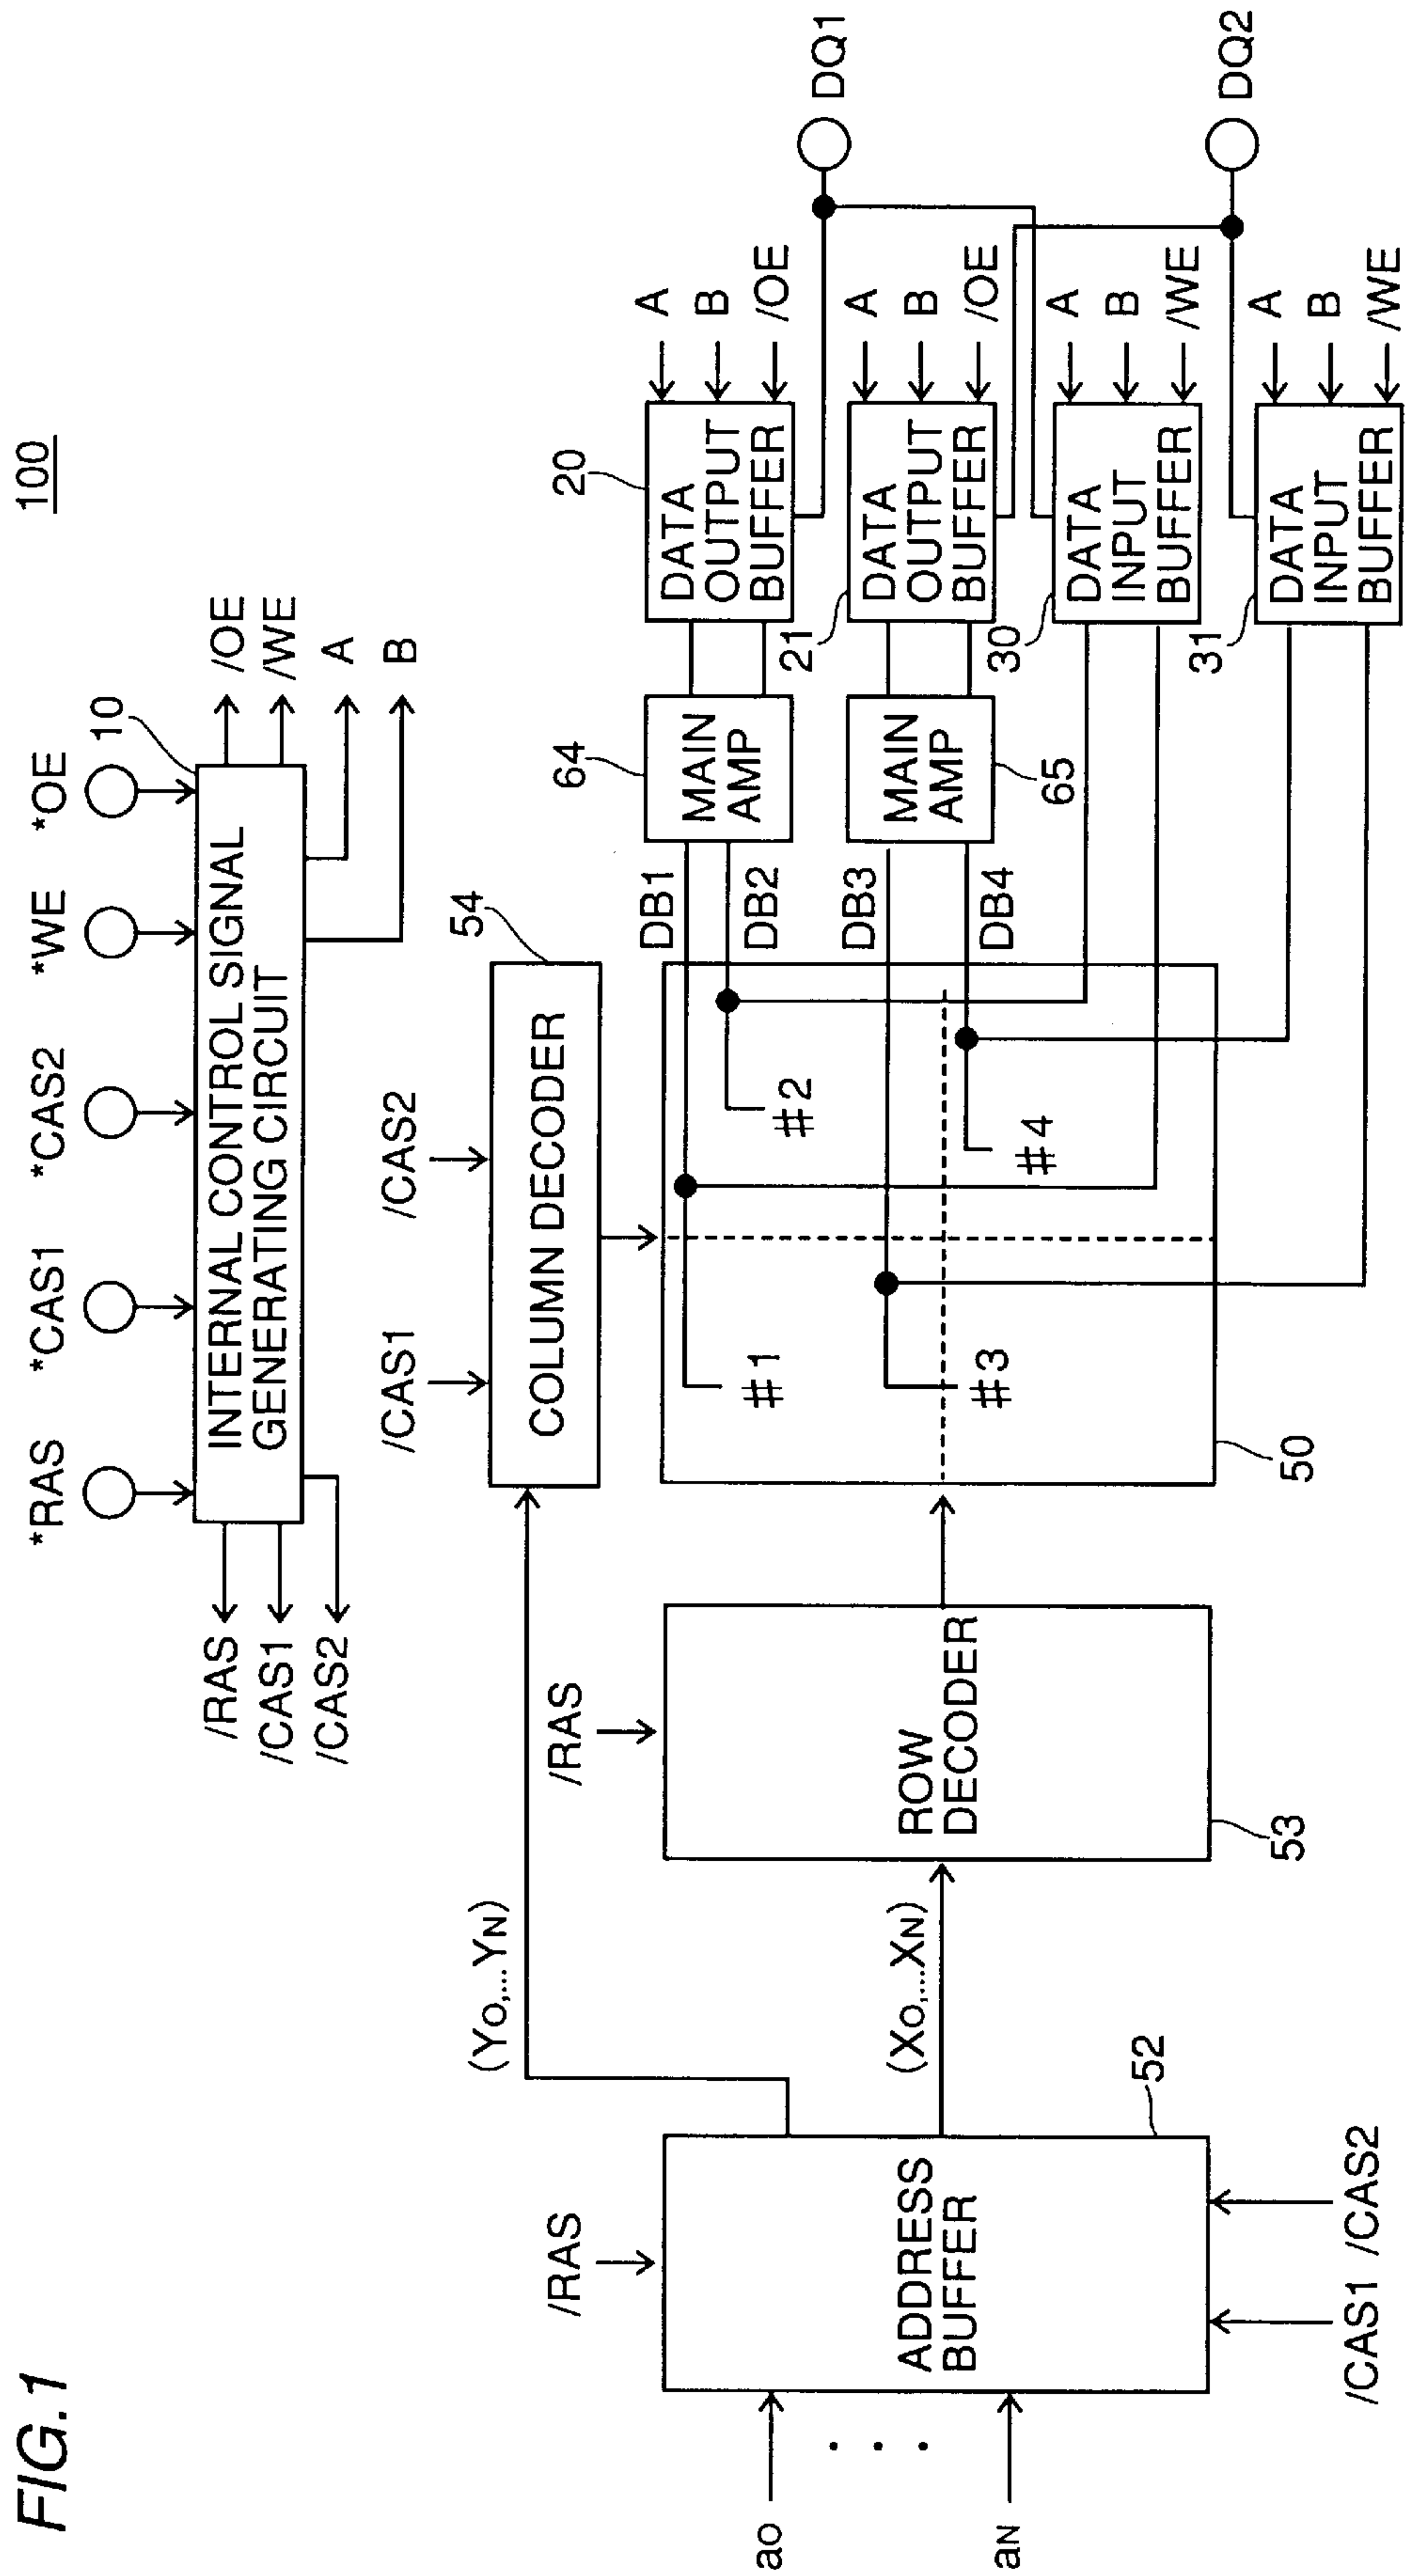 FIG.1
100
*RAS
*CAS1
*CAS2
*WE
*OE
10
INTERNAL CONTROL SIGNAL
GENERATING CIRCUIT
/RAS
/CAS1
/CAS2
/OE
/WE
A
B
/CAS1
/CAS2
54
COLUMN DECODER
(Y0,...YN)
(X0,...XN)
a0
aN
/RAS
ADDRESS
BUFFER
52
/CAS1
/CAS2
/RAS
ROW
DECODER
53
#1
#2
#3
#4
50
DB1
DB2
DB3
DB4
64
MAIN
AMP
65
MAIN
AMP
20
DATA
OUTPUT
BUFFER
A
B
/OE
21
DATA
OUTPUT
BUFFER
A
B
/OE
30
DATA
INPUT
BUFFER
A
B
/WE
31
DATA
INPUT
BUFFER
A
B
/WE
DQ1
DQ2